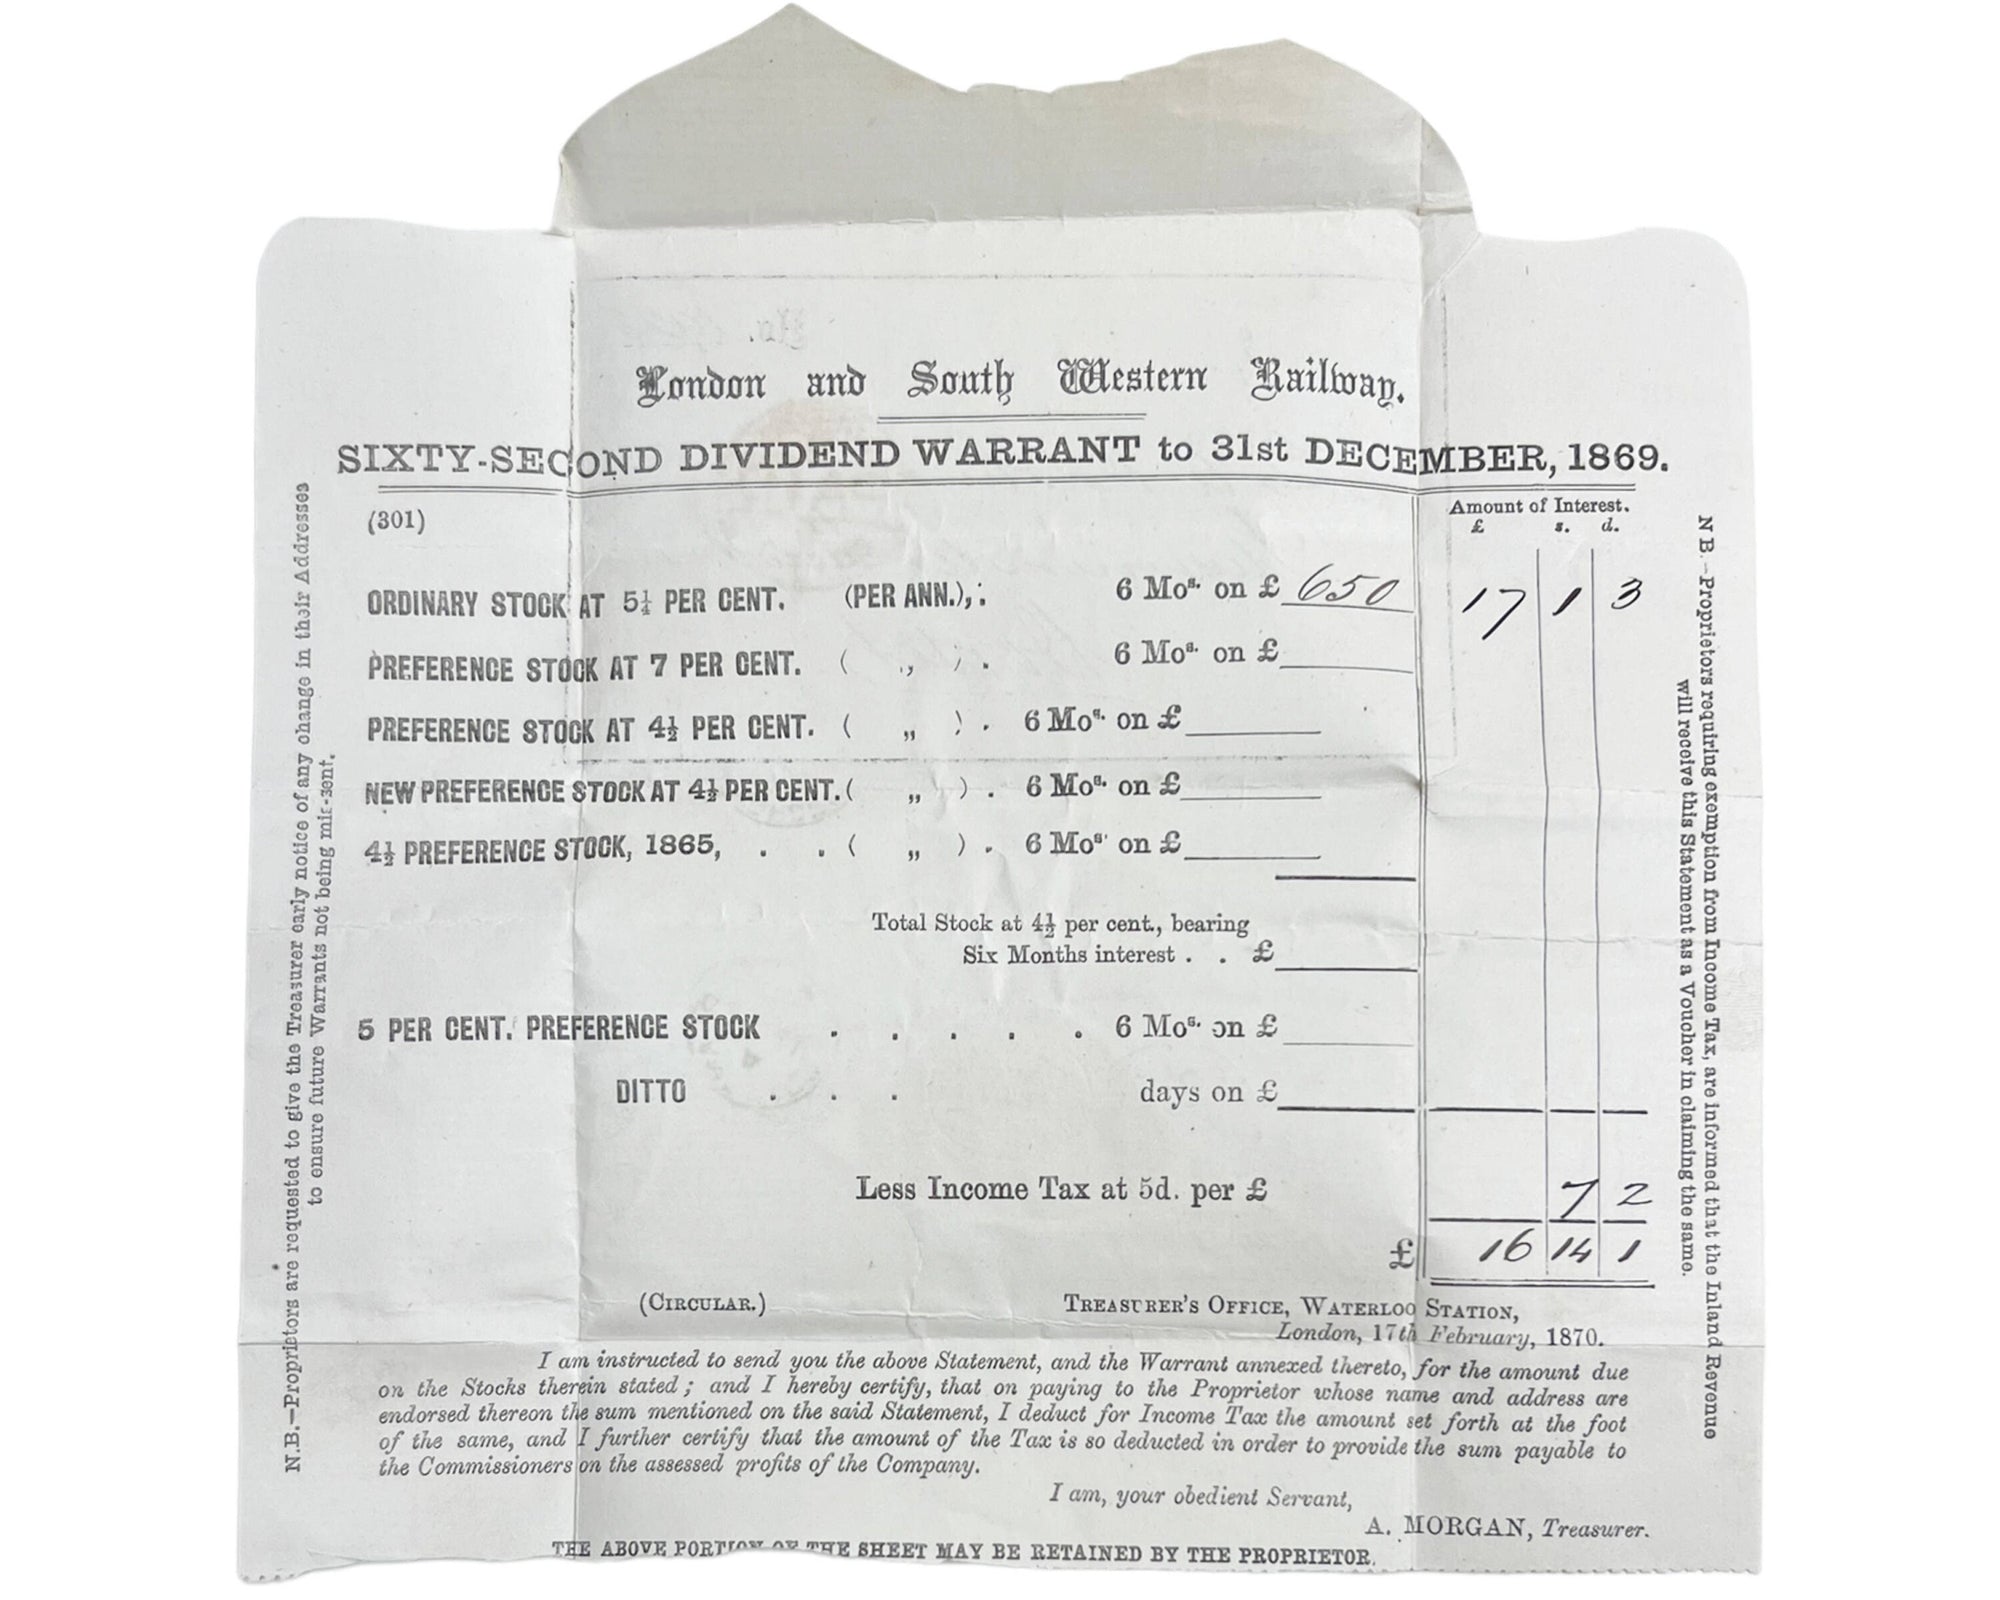 London and South Western Railway.
SIXTY-SECOND DIVIDEND WARRANT to 31st DECEMBER, 1869.
(301)
Amount of Interest.
£ s. d.
ORDINARY STOCK AT 5¼ PER CENT. (PER ANN.), . 6 Mos. on £ 650 17 1 3
PREFERENCE STOCK AT 7 PER CENT. ( „ ) . 6 Mos. on £
PREFERENCE STOCK AT 4½ PER CENT. ( „ ) . 6 Mos. on £
NEW PREFERENCE STOCK AT 4½ PER CENT. ( „ ) . 6 Mos. on £
4½ PREFERENCE STOCK, 1865, . . ( „ ) . 6 Mos. on £
Total Stock at 4½ per cent., bearing
Six Months interest . . £
5 PER CENT. PREFERENCE STOCK . . . . . 6 Mos. on £
DITTO . . . days on £
Less Income Tax at 5d. per £ 7 2
£ 16 14 1
(CIRCULAR.)
TREASURER'S OFFICE, WATERLOO STATION,
London, 17th February, 1870.
I am instructed to send you the above Statement, and the Warrant annexed thereto, for the amount due
on the Stocks therein stated; and I hereby certify, that on paying to the Proprietor whose name and address are
endorsed thereon the sum mentioned on the said Statement, I deduct for Income Tax the amount set forth at the foot
of the same, and I further certify that the amount of the Tax is so deducted in order to provide the sum payable to
the Commissioners on the assessed profits of the Company.
I am, your obedient Servant,
A. MORGAN, Treasurer.
THE ABOVE PORTION OF THE SHEET MAY BE RETAINED BY THE PROPRIETOR.
N.B.—Proprietors are requested to give the Treasurer early notice of any change in their Addresses
to ensure future Warrants not being mis-sent.
N B.—Proprietors requiring exemption from Income Tax, are informed that the Inland Revenue
will receive this Statement as a Voucher in claiming the same.